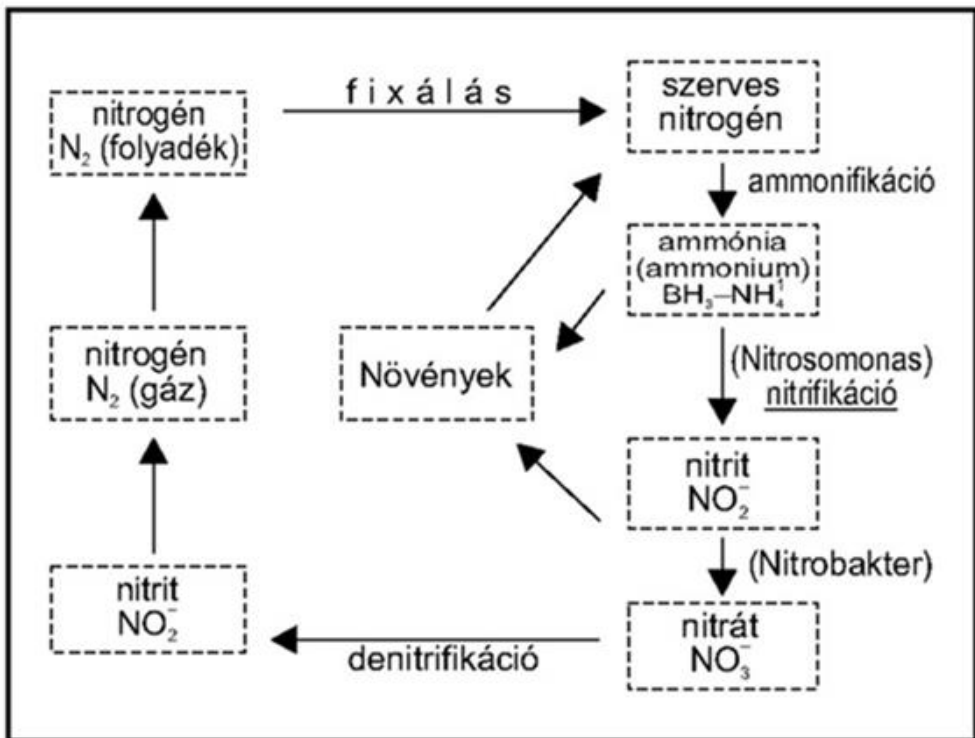 nitrogén
N₂ (folyadék)
fixálás
szerves
nitrogén
ammonifikáció
ammónia
(ammonium)
BH₃–NH₄¹
(Nitrosomonas)
nitrifikáció
nitrogén
N₂ (gáz)
Növények
nitrit
NO₂⁻
(Nitrobakter)
nitrit
NO₂⁻
denitrifikáció
nitrát
NO₃⁻